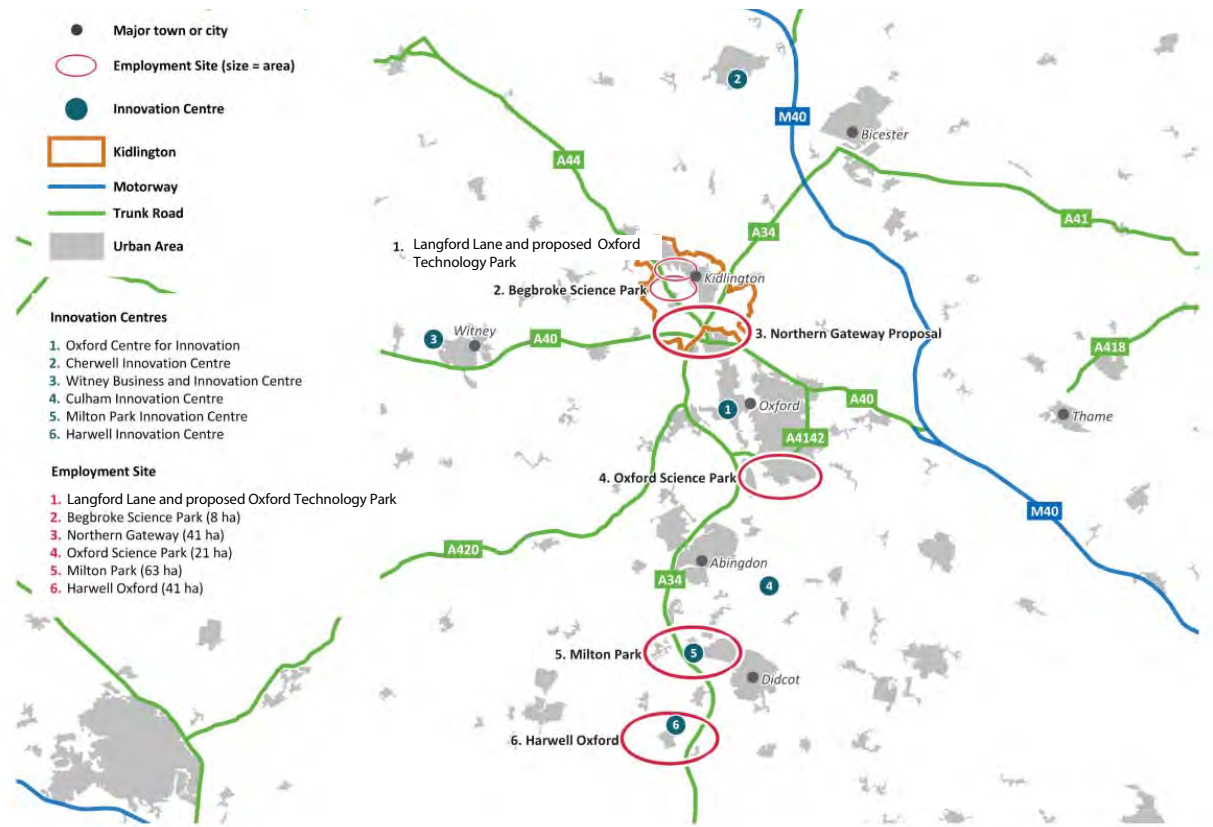 Major town or city
Employment Site (size = area)
Innovation Centre
Kidlington
Motorway
Trunk Road
Urban Area
Innovation Centres
1. Oxford Centre for Innovation
2. Cherwell Innovation Centre
3. Witney Business and Innovation Centre
4. Culham Innovation Centre
5. Milton Park Innovation Centre
6. Harwell Innovation Centre
Employment Site
1. Langford Lane and proposed Oxford Technology Park
2. Begbroke Science Park (8 ha)
3. Northern Gateway (41 ha)
4. Oxford Science Park (21 ha)
5. Milton Park (63 ha)
6. Harwell Oxford (41 ha)
2
M40
Bicester
A44
A41
A34
1. Langford Lane and proposed Oxford
Technology Park
Kidlington
2. Begbroke Science Park
3. Northern Gateway Proposal
3
Witney
A40
A418
1
Oxford
A40
Thame
A4142
4. Oxford Science Park
M40
A420
Abingdon
A34
4
5. Milton Park
5
Didcot
6
6. Harwell Oxford